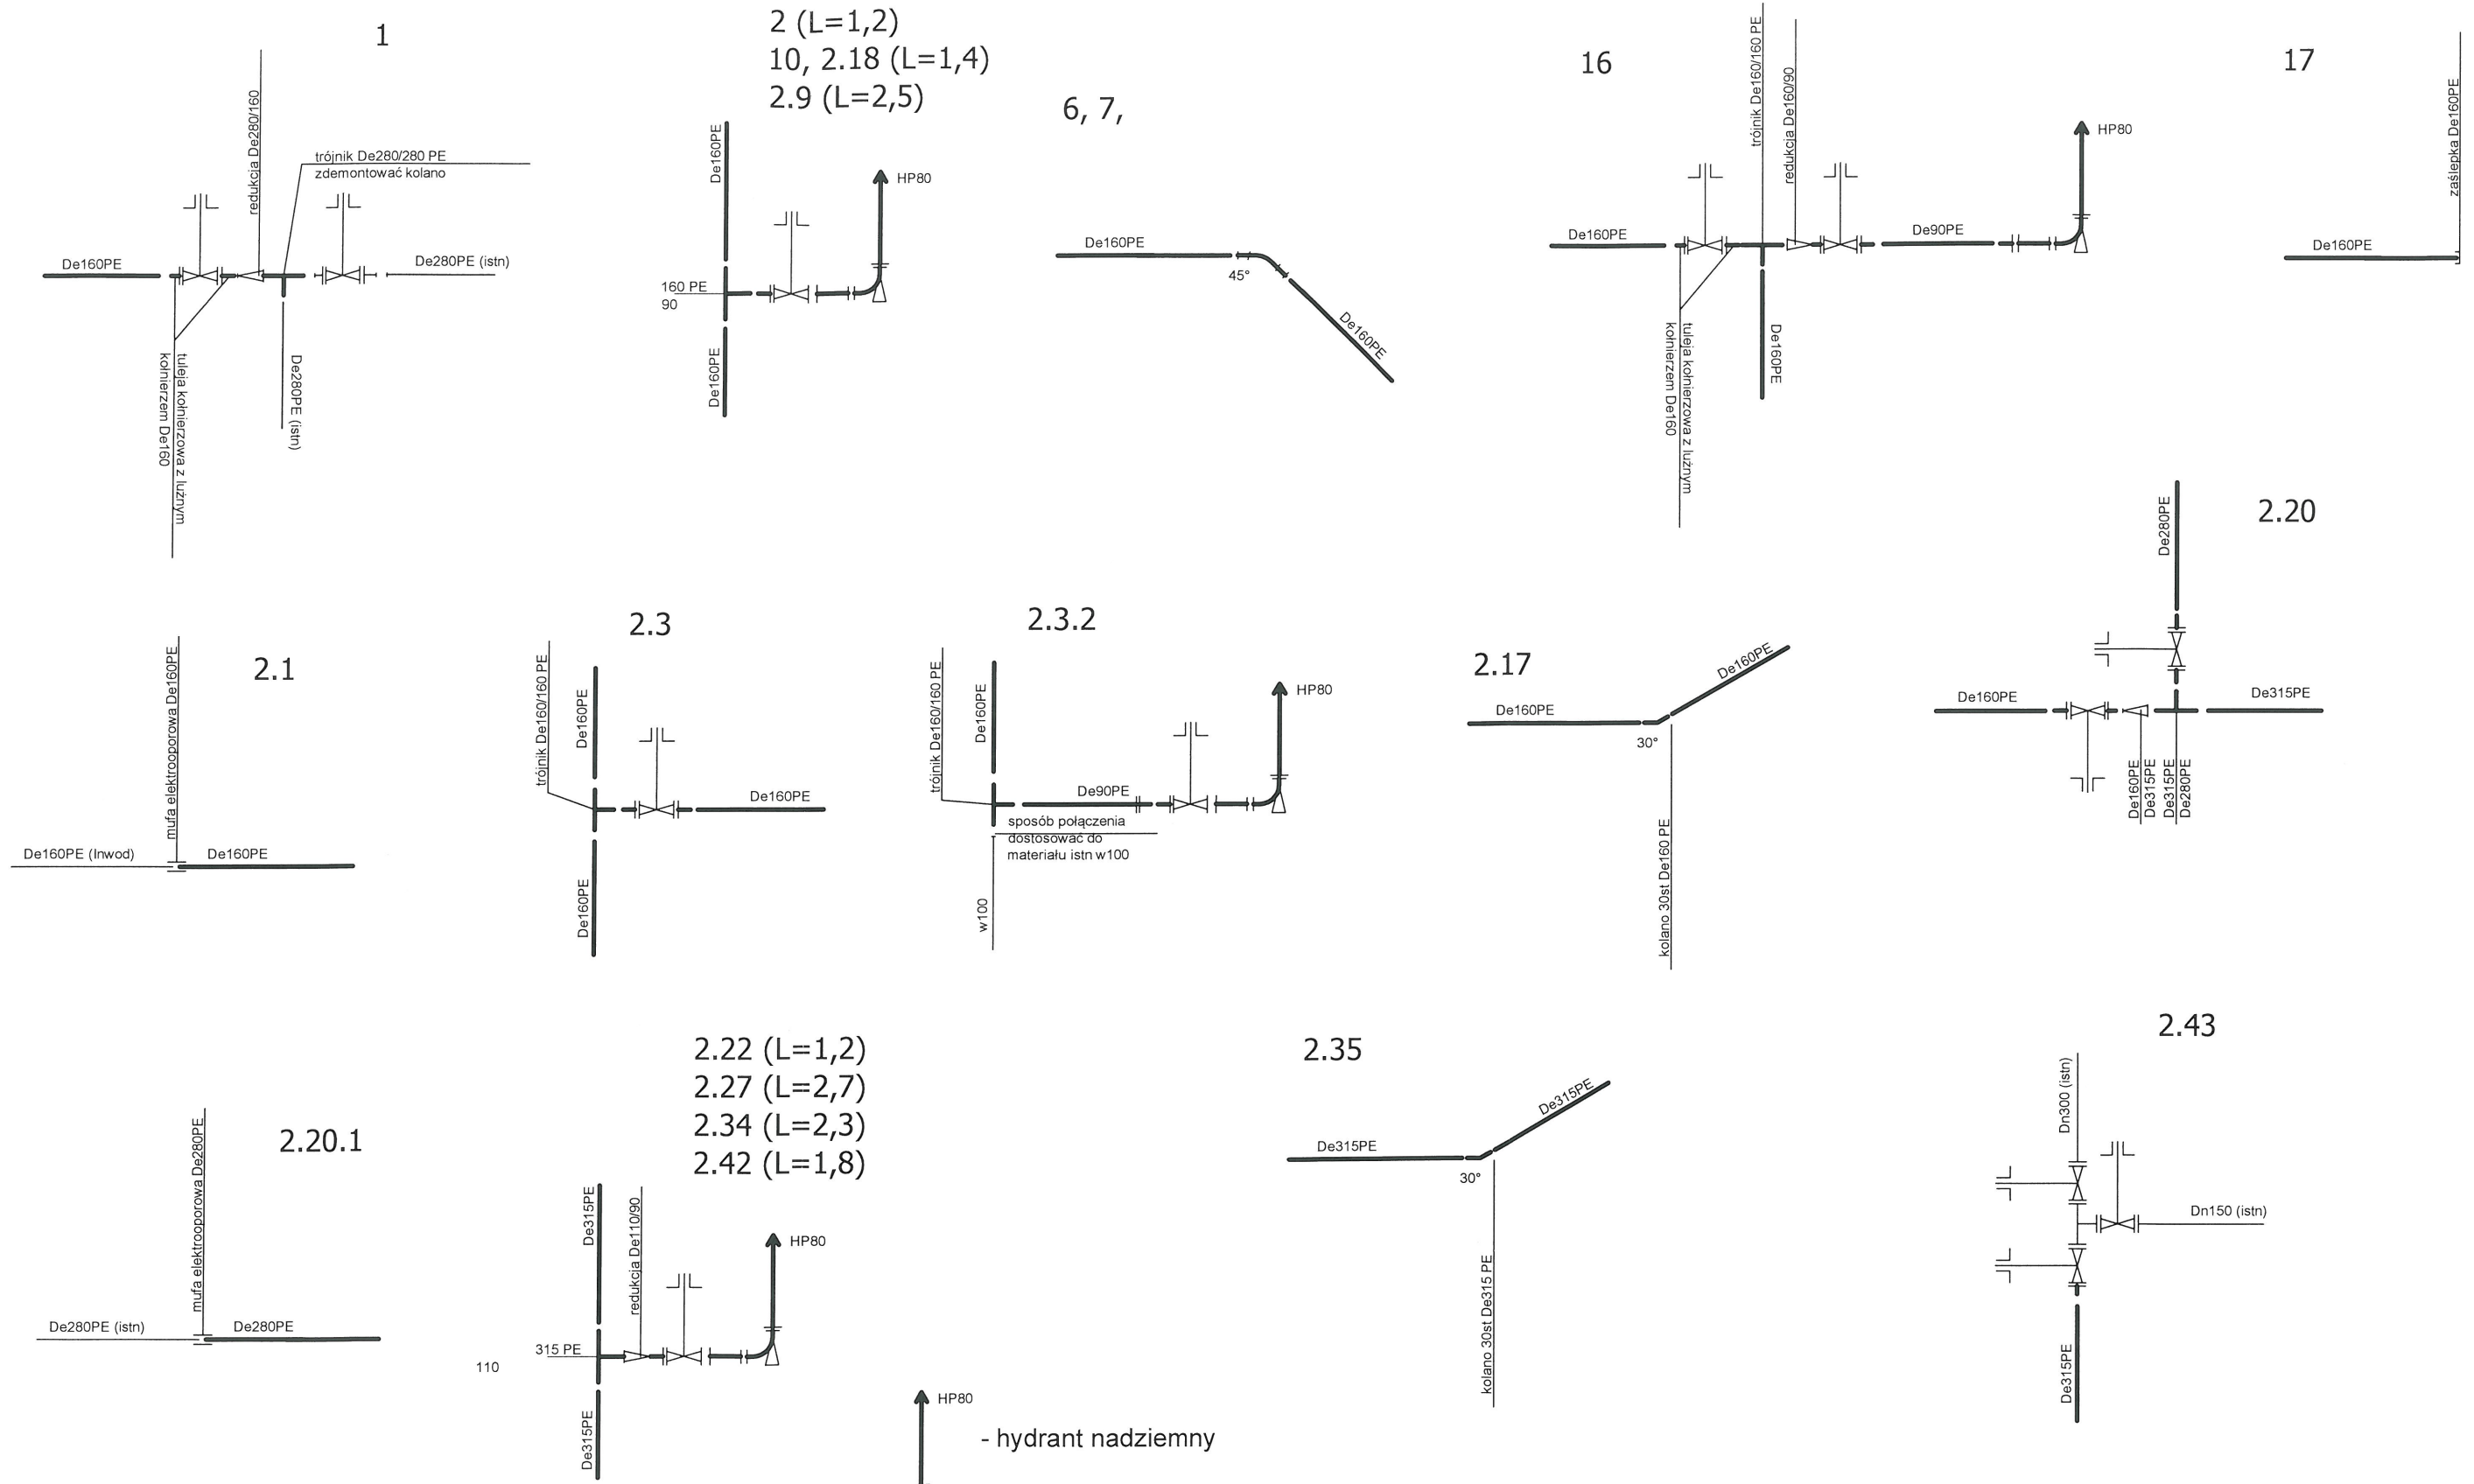 1
redukcja De280/160
trójnik De280/280 PE
zdemontować kolano
De160PE
De280PE (istn)
tuleja kołnierzowa z luźnym
kołnierzem De160
De280PE (istn)
2 (L=1,2)
10, 2.18 (L=1,4)
2.9 (L=2,5)
De160PE
HP80
160 PE
90
De160PE
6, 7,
De160PE
45°
De160PE
16
trójnik De160/160 PE
redukcja De160/90
HP80
De160PE
De90PE
tuleja kołnierzowa z luźnym
kołnierzem De160
De160PE
17
zaślepka De160PE
De160PE
2.1
mufa elektrooporowa De160PE
De160PE (Inwod)
De160PE
2.3
trójnik De160/160 PE
De160PE
De160PE
De160PE
2.3.2
trójnik De160/160 PE
De160PE
HP80
De90PE
sposób połączenia
dostosować do
materiału istn w100
w100
2.17
De160PE
De160PE
30°
kolano 30st De160 PE
2.20
De280PE
De160PE
De315PE
De160PE
De315PE
De315PE
De280PE
2.20.1
mufa elektrooporowa De280PE
De280PE (istn)
De280PE
2.22 (L=1,2)
2.27 (L=2,7)
2.34 (L=2,3)
2.42 (L=1,8)
De315PE
redukcja De110/90
HP80
315 PE
110
De315PE
HP80
- hydrant nadziemny
2.35
De315PE
De315PE
30°
kolano 30st De315 PE
2.43
Dn300 (istn)
Dn150 (istn)
De315PE